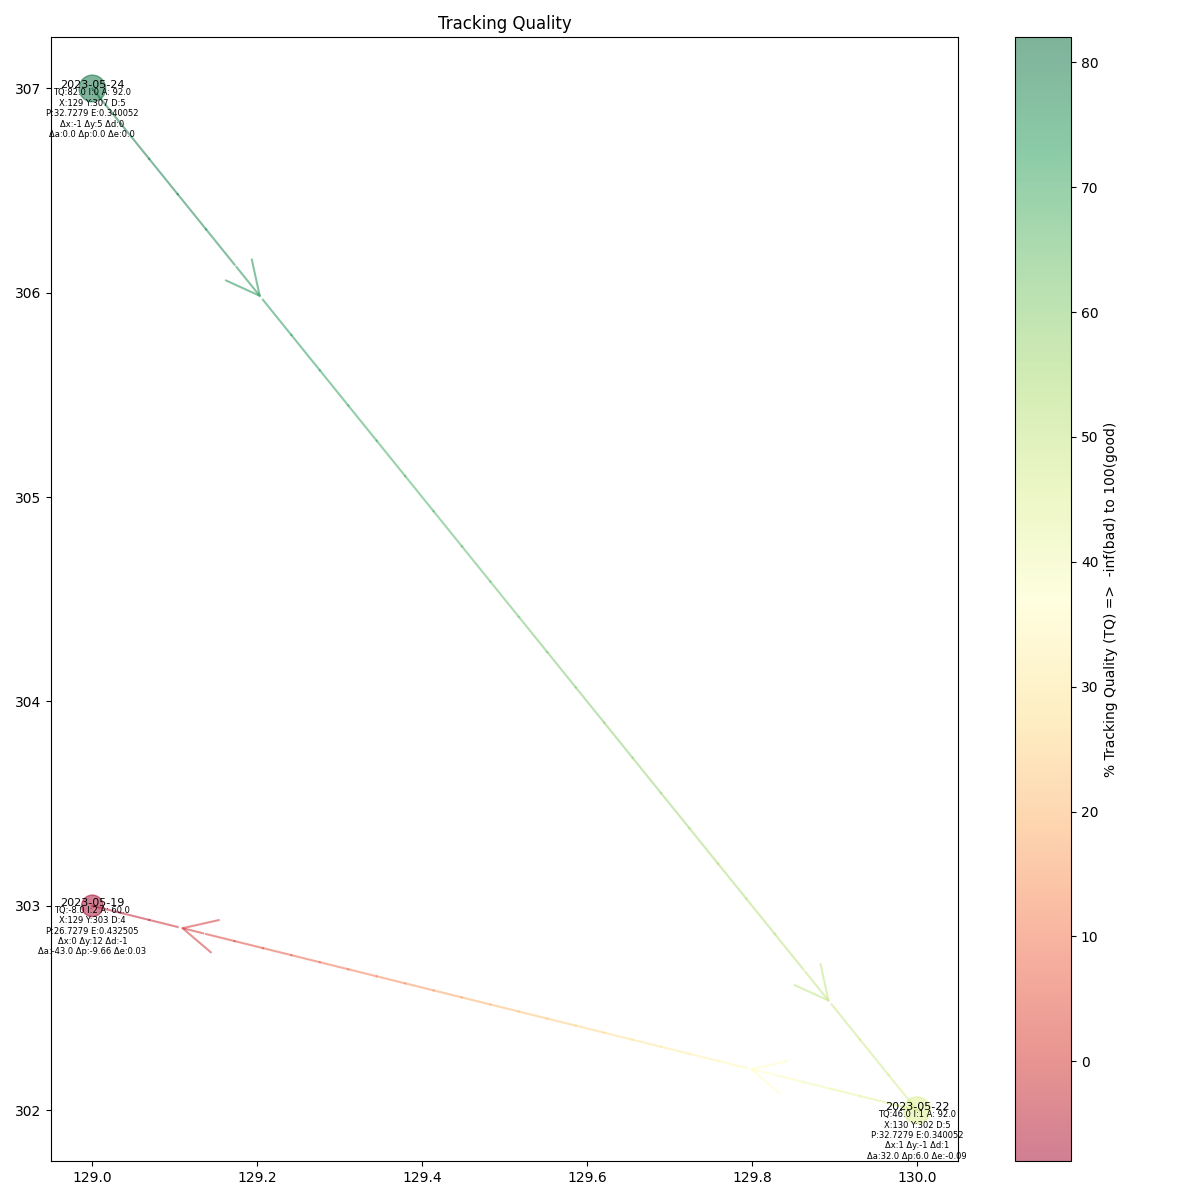 Tracking Quality
307
306
305
304
303
302
2023-05-24
TQ:82.0 I:0 A: 92.0
X:129 Y:307 D:5
P:32.7279 E:0.340052
Δx:-1 Δy:5 Δd:0
Δa:0.0 Δp:0.0 Δe:0.0
2023-05-19
TQ:-8.0 I:2 A: 60.0
X:129 Y:303 D:4
P:26.7279 E:0.432505
Δx:0 Δy:12 Δd:-1
Δa:-43.0 Δp:-9.66 Δe:0.03
2023-05-22
TQ:46.0 I:1 A: 92.0
X:130 Y:302 D:5
P:32.7279 E:0.340052
Δx:1 Δy:-1 Δd:1
Δa:32.0 Δp:6.0 Δe:-0.09
129.0 129.2 129.4 129.6 129.8 130.0
80
70
60
50
40
30
20
10
0
% Tracking Quality (TQ) => -inf(bad) to 100(good)